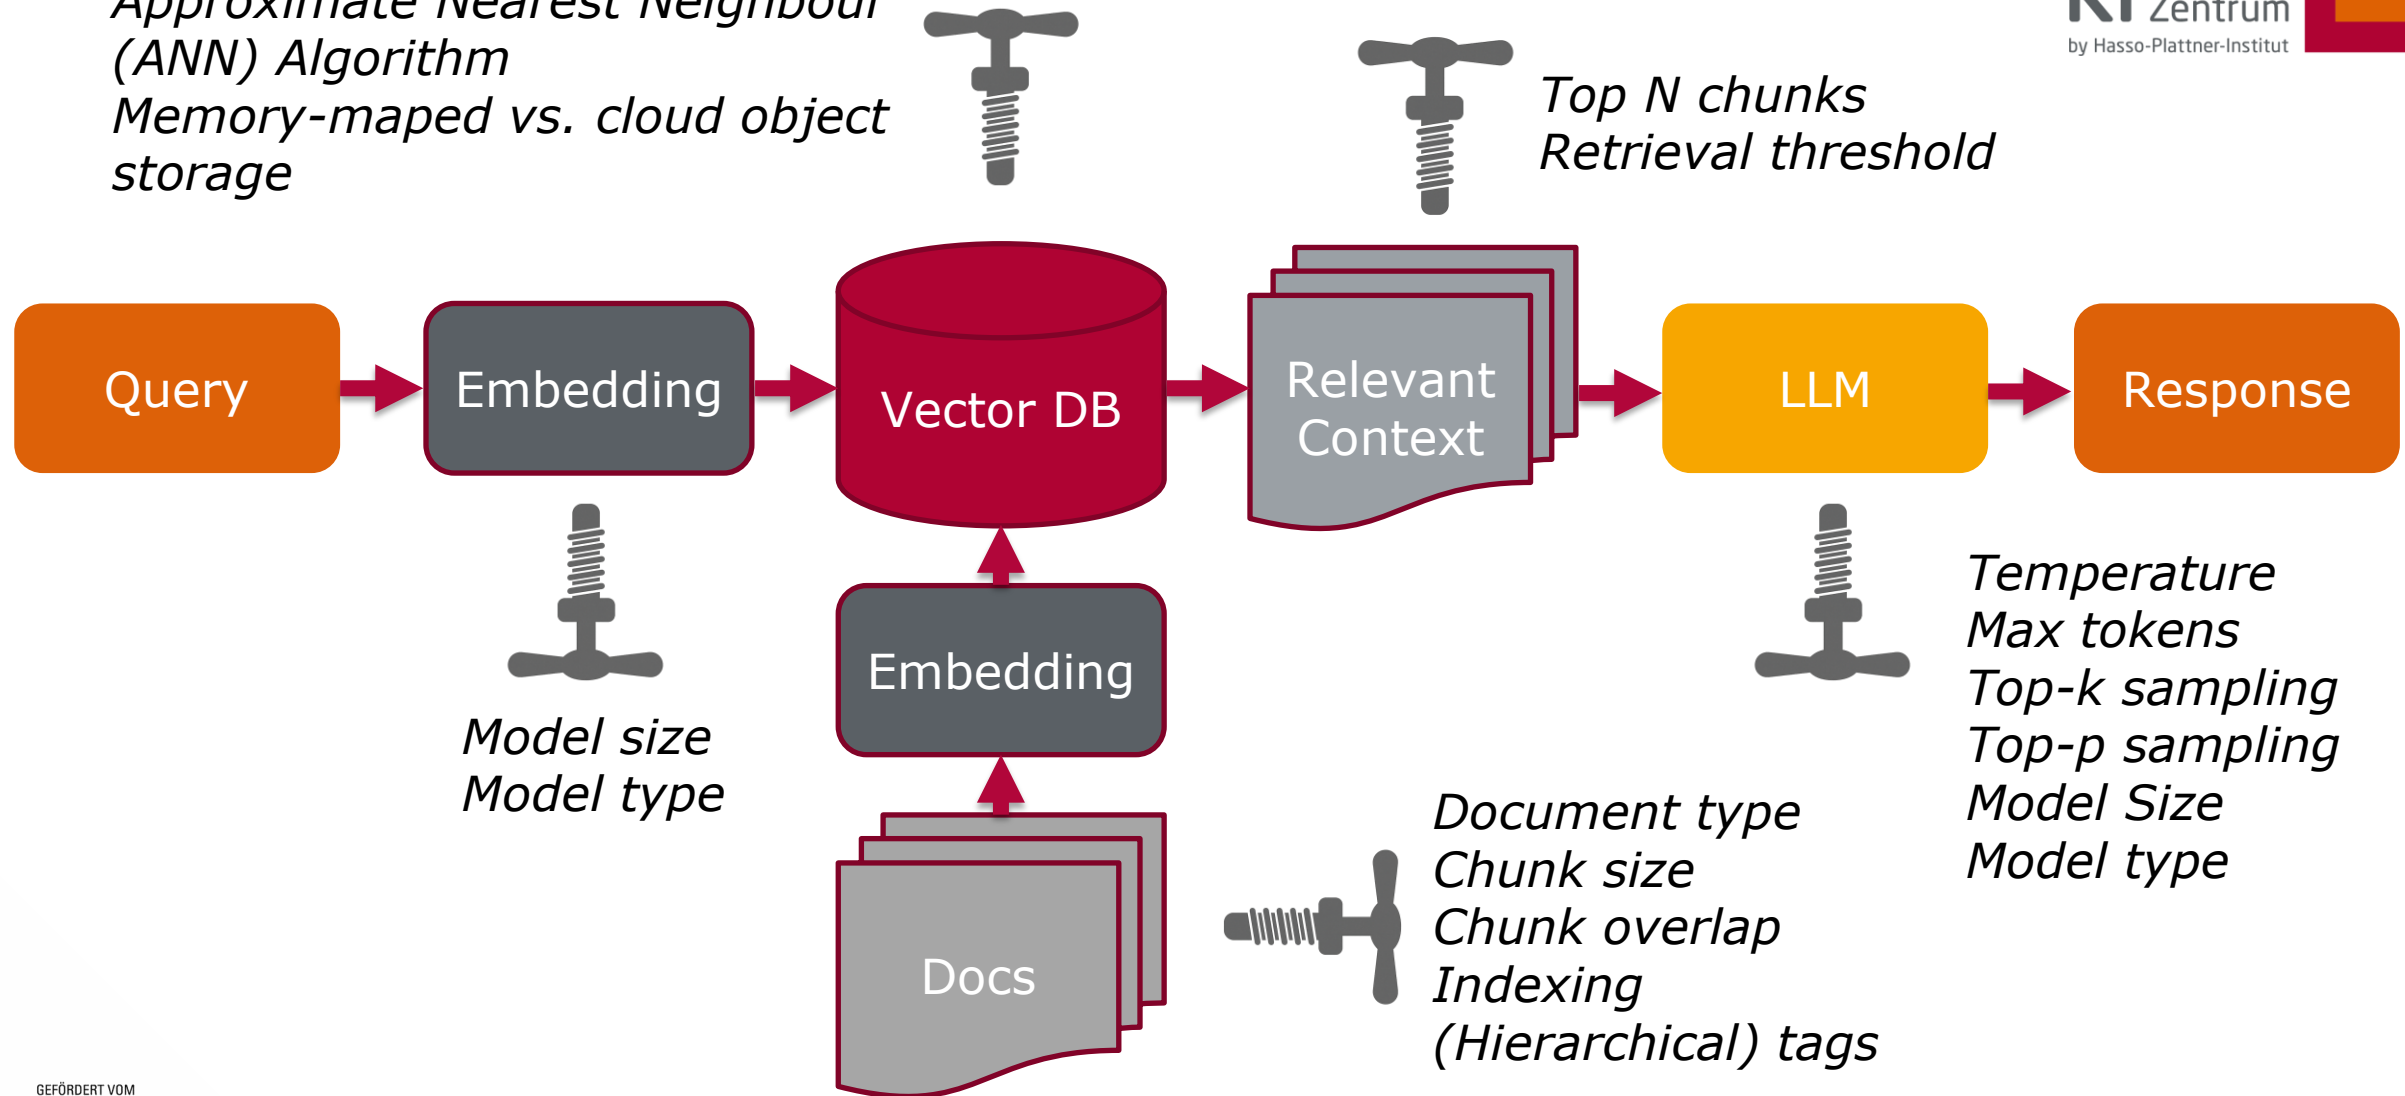 Approximate Nearest Neighbour
(ANN) Algorithm
Memory-maped vs. cloud object
storage
KI Zentrum
by Hasso-Plattner-Institut
Top N chunks
Retrieval threshold
Query
Embedding
Vector DB
Relevant
Context
LLM
Response
Model size
Model type
Embedding
Temperature
Max tokens
Top-k sampling
Top-p sampling
Model Size
Model type
Docs
Document type
Chunk size
Chunk overlap
Indexing
(Hierarchical) tags
GEFÖRDERT VOM